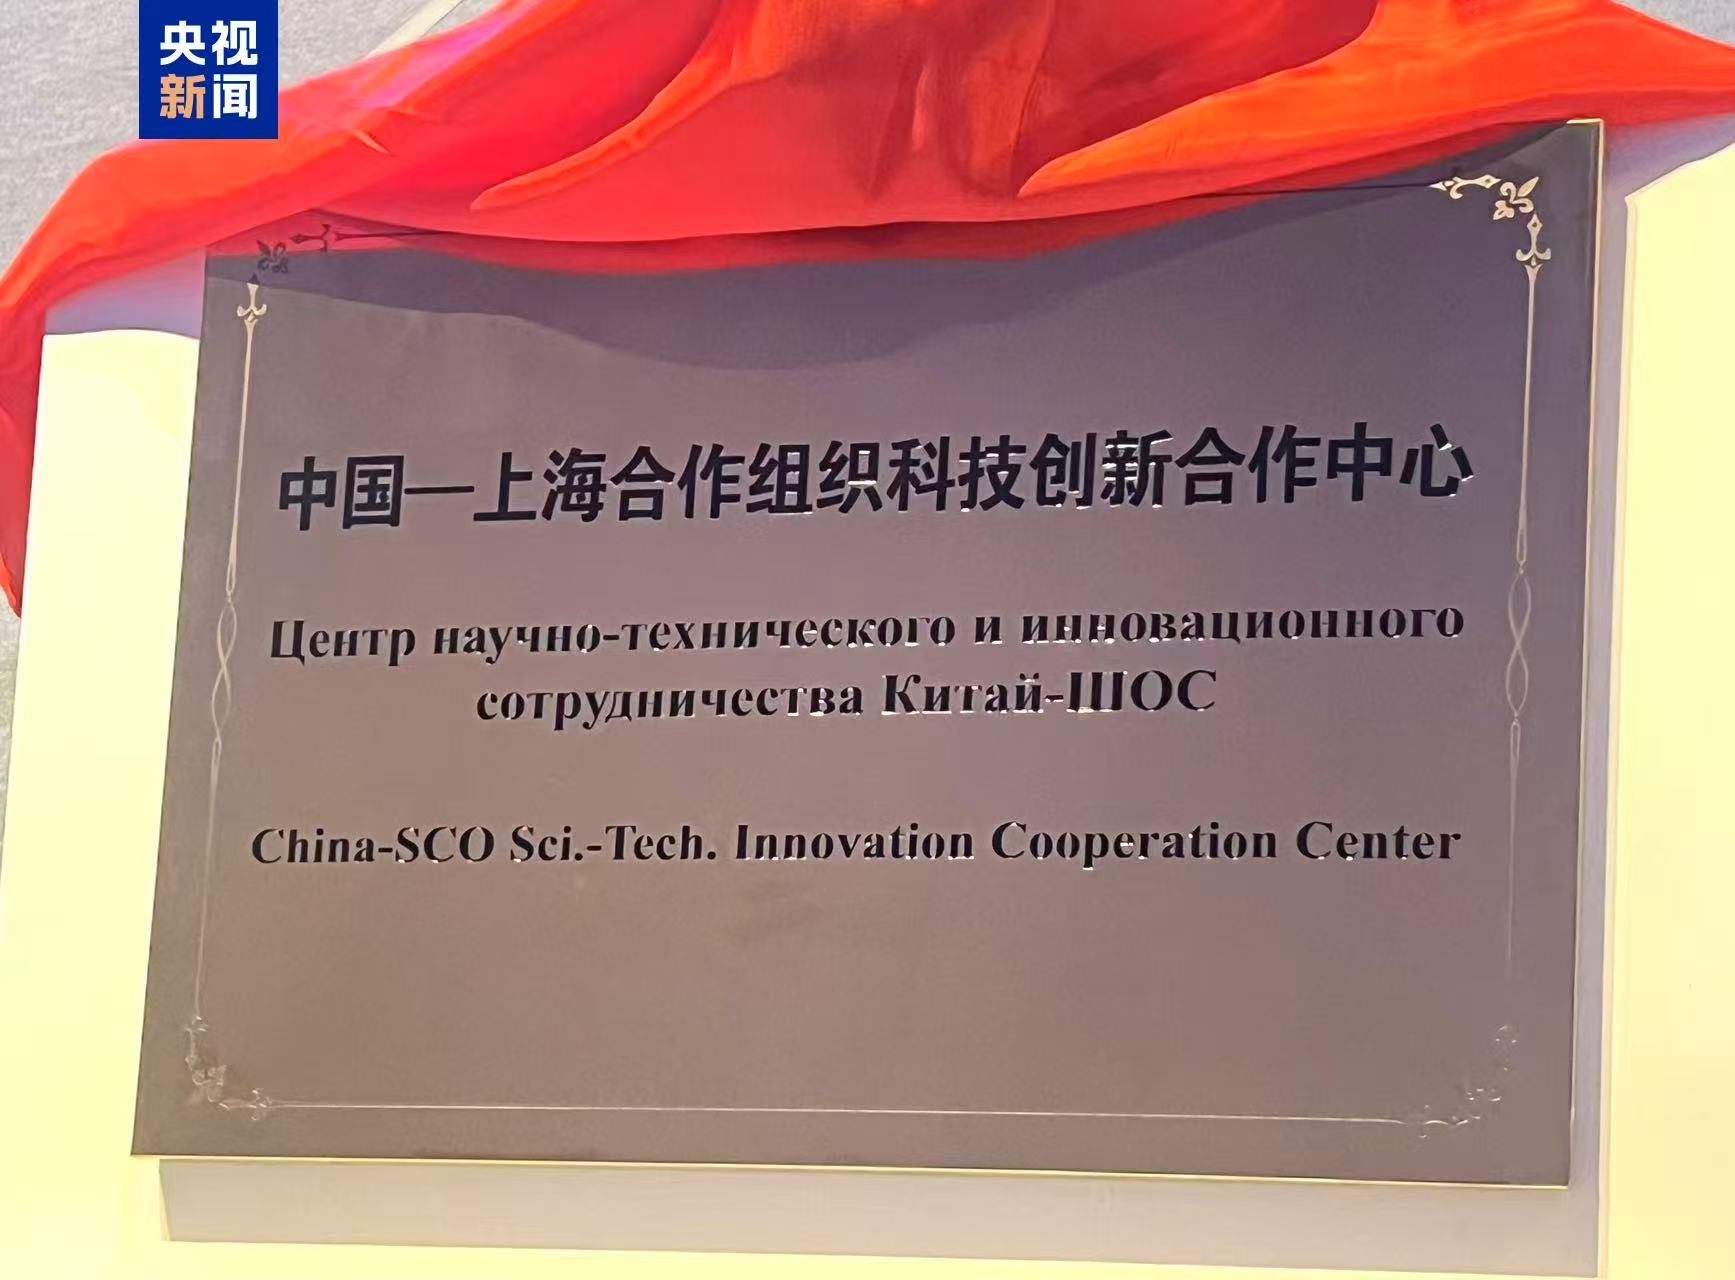 央视
新闻
中国—上海合作组织科技创新合作中心
Центр научно-технического и инновационного
сотрудничества Китай-ШОС
China-SCO Sci.-Tech. Innovation Cooperation Center